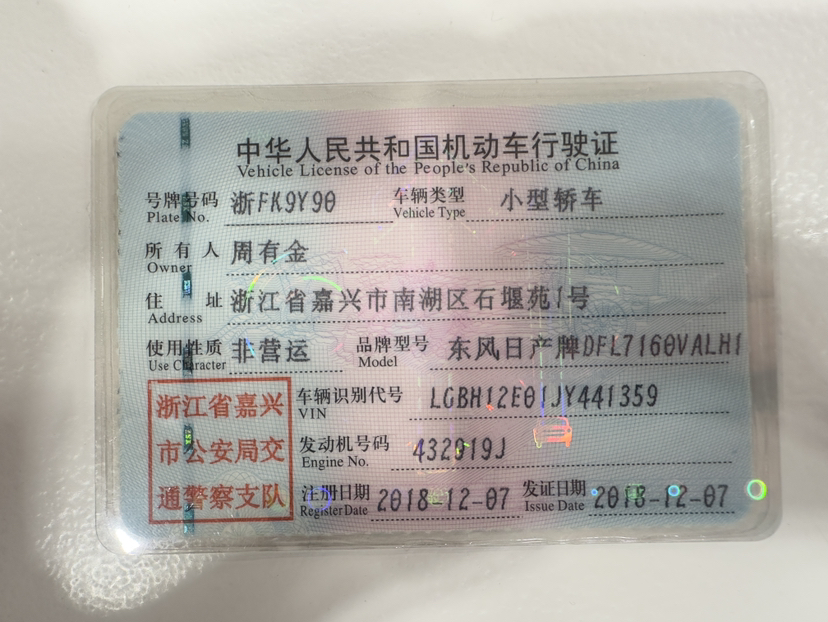 中华人民共和国机动车行驶证
Vehicle License of the People's Republic of China
号牌号码 浙FK9Y90 车辆类型 小型轿车
Plate No. Vehicle Type
所有人 周有金
Owner
住址 浙江省嘉兴市南湖区石堰苑1号
Address
使用性质 非营运 品牌型号 东风日产牌DFL7160VALH1
Use Character Model
浙江省嘉兴 车辆识别代号 LGBH12E01JY441359
VIN
市公安局交 发动机号码 432919J
Engine No.
通警察支队 注册日期 2018-12-07 发证日期 2018-12-07
Register Date Issue Date